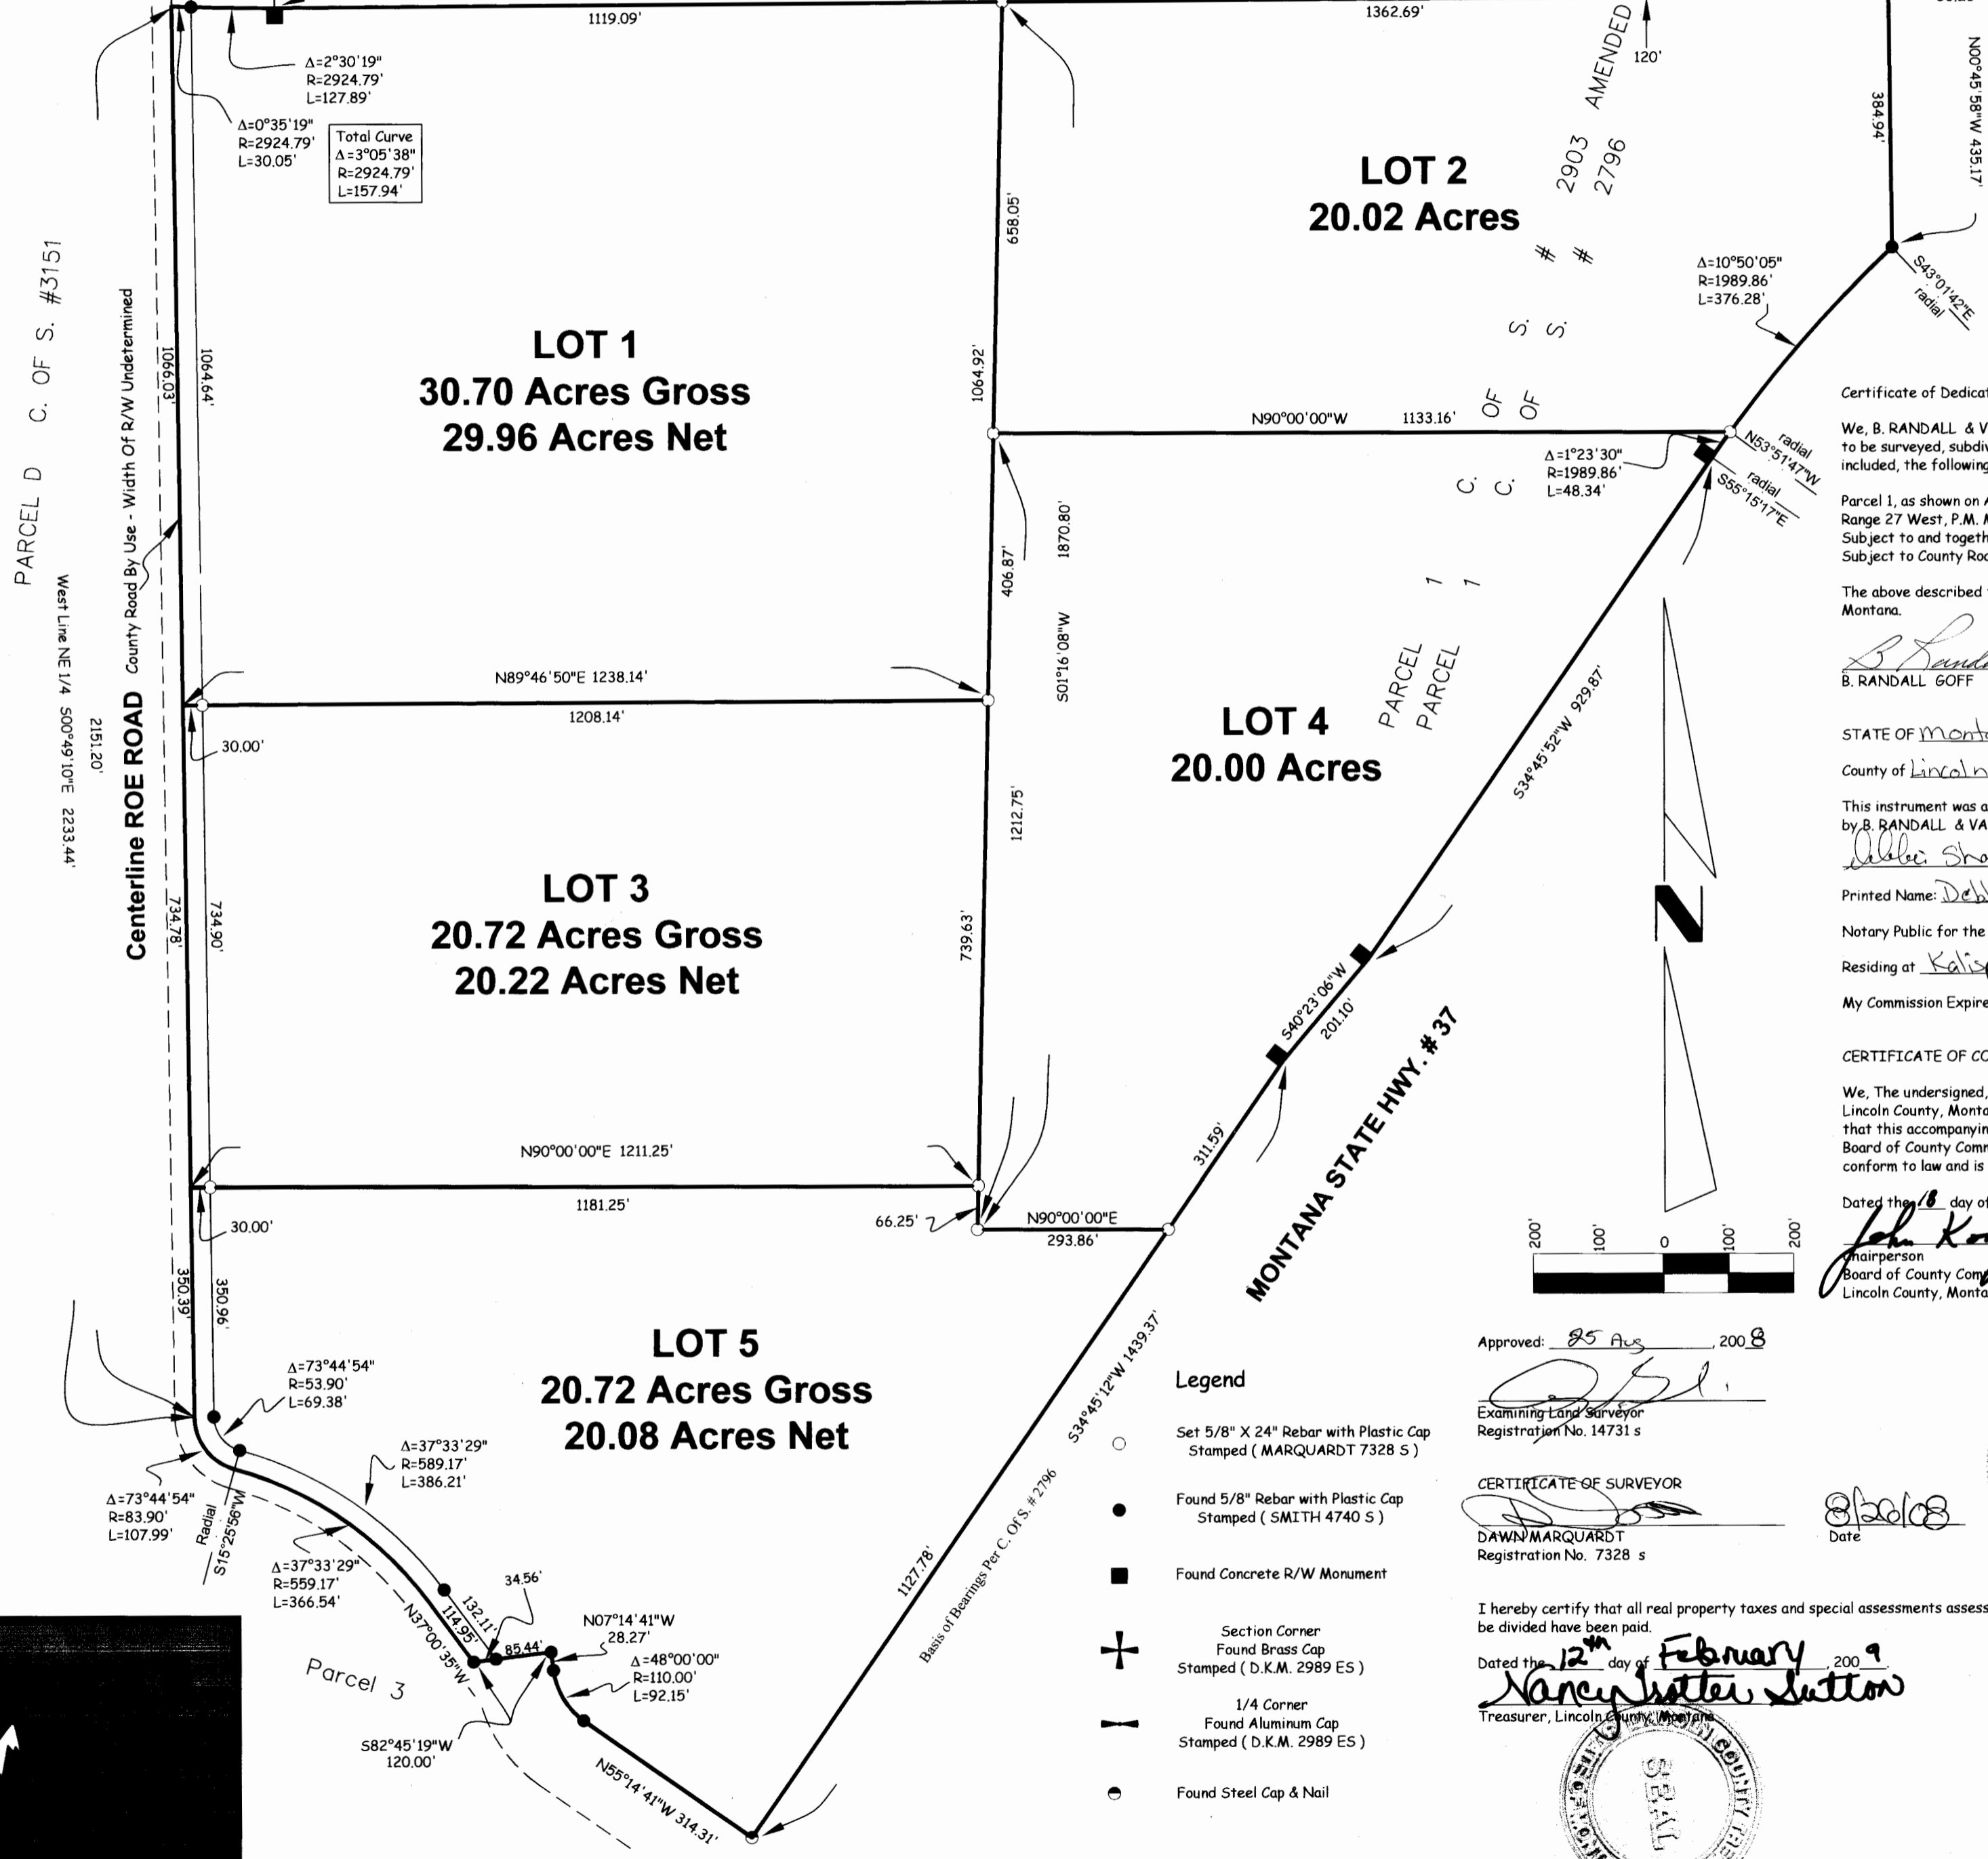 1119.09'
1362.69'
Δ=2°30'19"
R=2924.79'
L=127.89'
Δ=0°35'19"
R=2924.79'
L=30.05'
Total Curve
Δ=3°05'38"
R=2924.79'
L=157.94'
120'
384.94'
N00°45'58"W 435.17'
LOT 1
30.70 Acres Gross
29.96 Acres Net
LOT 2
20.02 Acres
658.05'
1064.92'
PARCEL 1 C. OF S. # 2903 AMENDED
PARCEL 1 C. OF S. # 2796
Δ=10°50'05"
R=1989.86'
L=376.28'
S43°01'42"E
radial
N90°00'00"W 1133.16'
Δ=1°23'30"
R=1989.86'
L=48.34'
radial
N53°51'47"W
radial
S55°15'17"E
PARCEL D C. OF S. #3151
West Line NE 1/4 S00°49'10"E 2233.44'
2151.20'
Centerline ROE ROAD County Road By Use - Width Of R/W Undetermined
1066.03'
1064.64'
406.87'
S01°16'08"W 1870.80'
N89°46'50"E 1238.14'
1208.14'
30.00'
LOT 4
20.00 Acres
S34°45'52"W 929.87'
1212.75'
734.78'
734.90'
739.63'
LOT 3
20.72 Acres Gross
20.22 Acres Net
S40°23'06"W
201.10'
MONTANA STATE HWY. # 37
N
N90°00'00"E 1211.25'
1181.25'
30.00'
66.25'
N90°00'00"E
293.86'
311.59'
200'
100'
0
100'
200'
350.39'
350.96'
LOT 5
20.72 Acres Gross
20.08 Acres Net
S34°45'12"W 1439.37'
1127.78'
Basis of Bearings Per C. Of S. # 2796
Δ=73°44'54"
R=53.90'
L=69.38'
Δ=37°33'29"
R=589.17'
L=386.21'
Δ=73°44'54"
R=83.90'
L=107.99'
Radial
S15°25'56"W
Δ=37°33'29"
R=559.17'
L=366.54'
132.11'
114.95'
N37°00'35"W
34.56'
85.44'
N07°14'41"W
28.27'
Δ=48°00'00"
R=110.00'
L=92.15'
Parcel 3
S82°45'19"W
120.00'
N55°14'41"W 314.31'
Legend
Set 5/8" X 24" Rebar with Plastic Cap
Stamped ( MARQUARDT 7328 S )
Found 5/8" Rebar with Plastic Cap
Stamped ( SMITH 4740 S )
Found Concrete R/W Monument
Section Corner
Found Brass Cap
Stamped ( D.K.M. 2989 ES )
1/4 Corner
Found Aluminum Cap
Stamped ( D.K.M. 2989 ES )
Found Steel Cap & Nail
Certificate of Dedicat
We, B. RANDALL & V
to be surveyed, subdiv
included, the following
Parcel 1, as shown on A
Range 27 West, P.M. M
Subject to and togeth
Subject to County Roa
The above described
Montana.
B. RANDALL GOFF
STATE OF Monta
County of Lincoln
This instrument was a
by B. RANDALL & VA
Printed Name: Deb
Notary Public for the
Residing at Kalisp
My Commission Expire
CERTIFICATE OF CO
We, The undersigned,
Lincoln County, Monta
that this accompanyin
Board of County Comm
conform to law and is
Dated the 18 day of
Chairperson
Board of County Com
Lincoln County, Monta
Approved: 25 Aug, 2008
Examining Land Surveyor
Registration No. 14731 s
CERTIFICATE OF SURVEYOR
8/26/08
DAWN MARQUARDT
Date
Registration No. 7328 s
I hereby certify that all real property taxes and special assessments assess
be divided have been paid.
Dated the 12th day of February, 2009.
Nancy Trotter Sutton
Treasurer, Lincoln County, Montana
SEAL